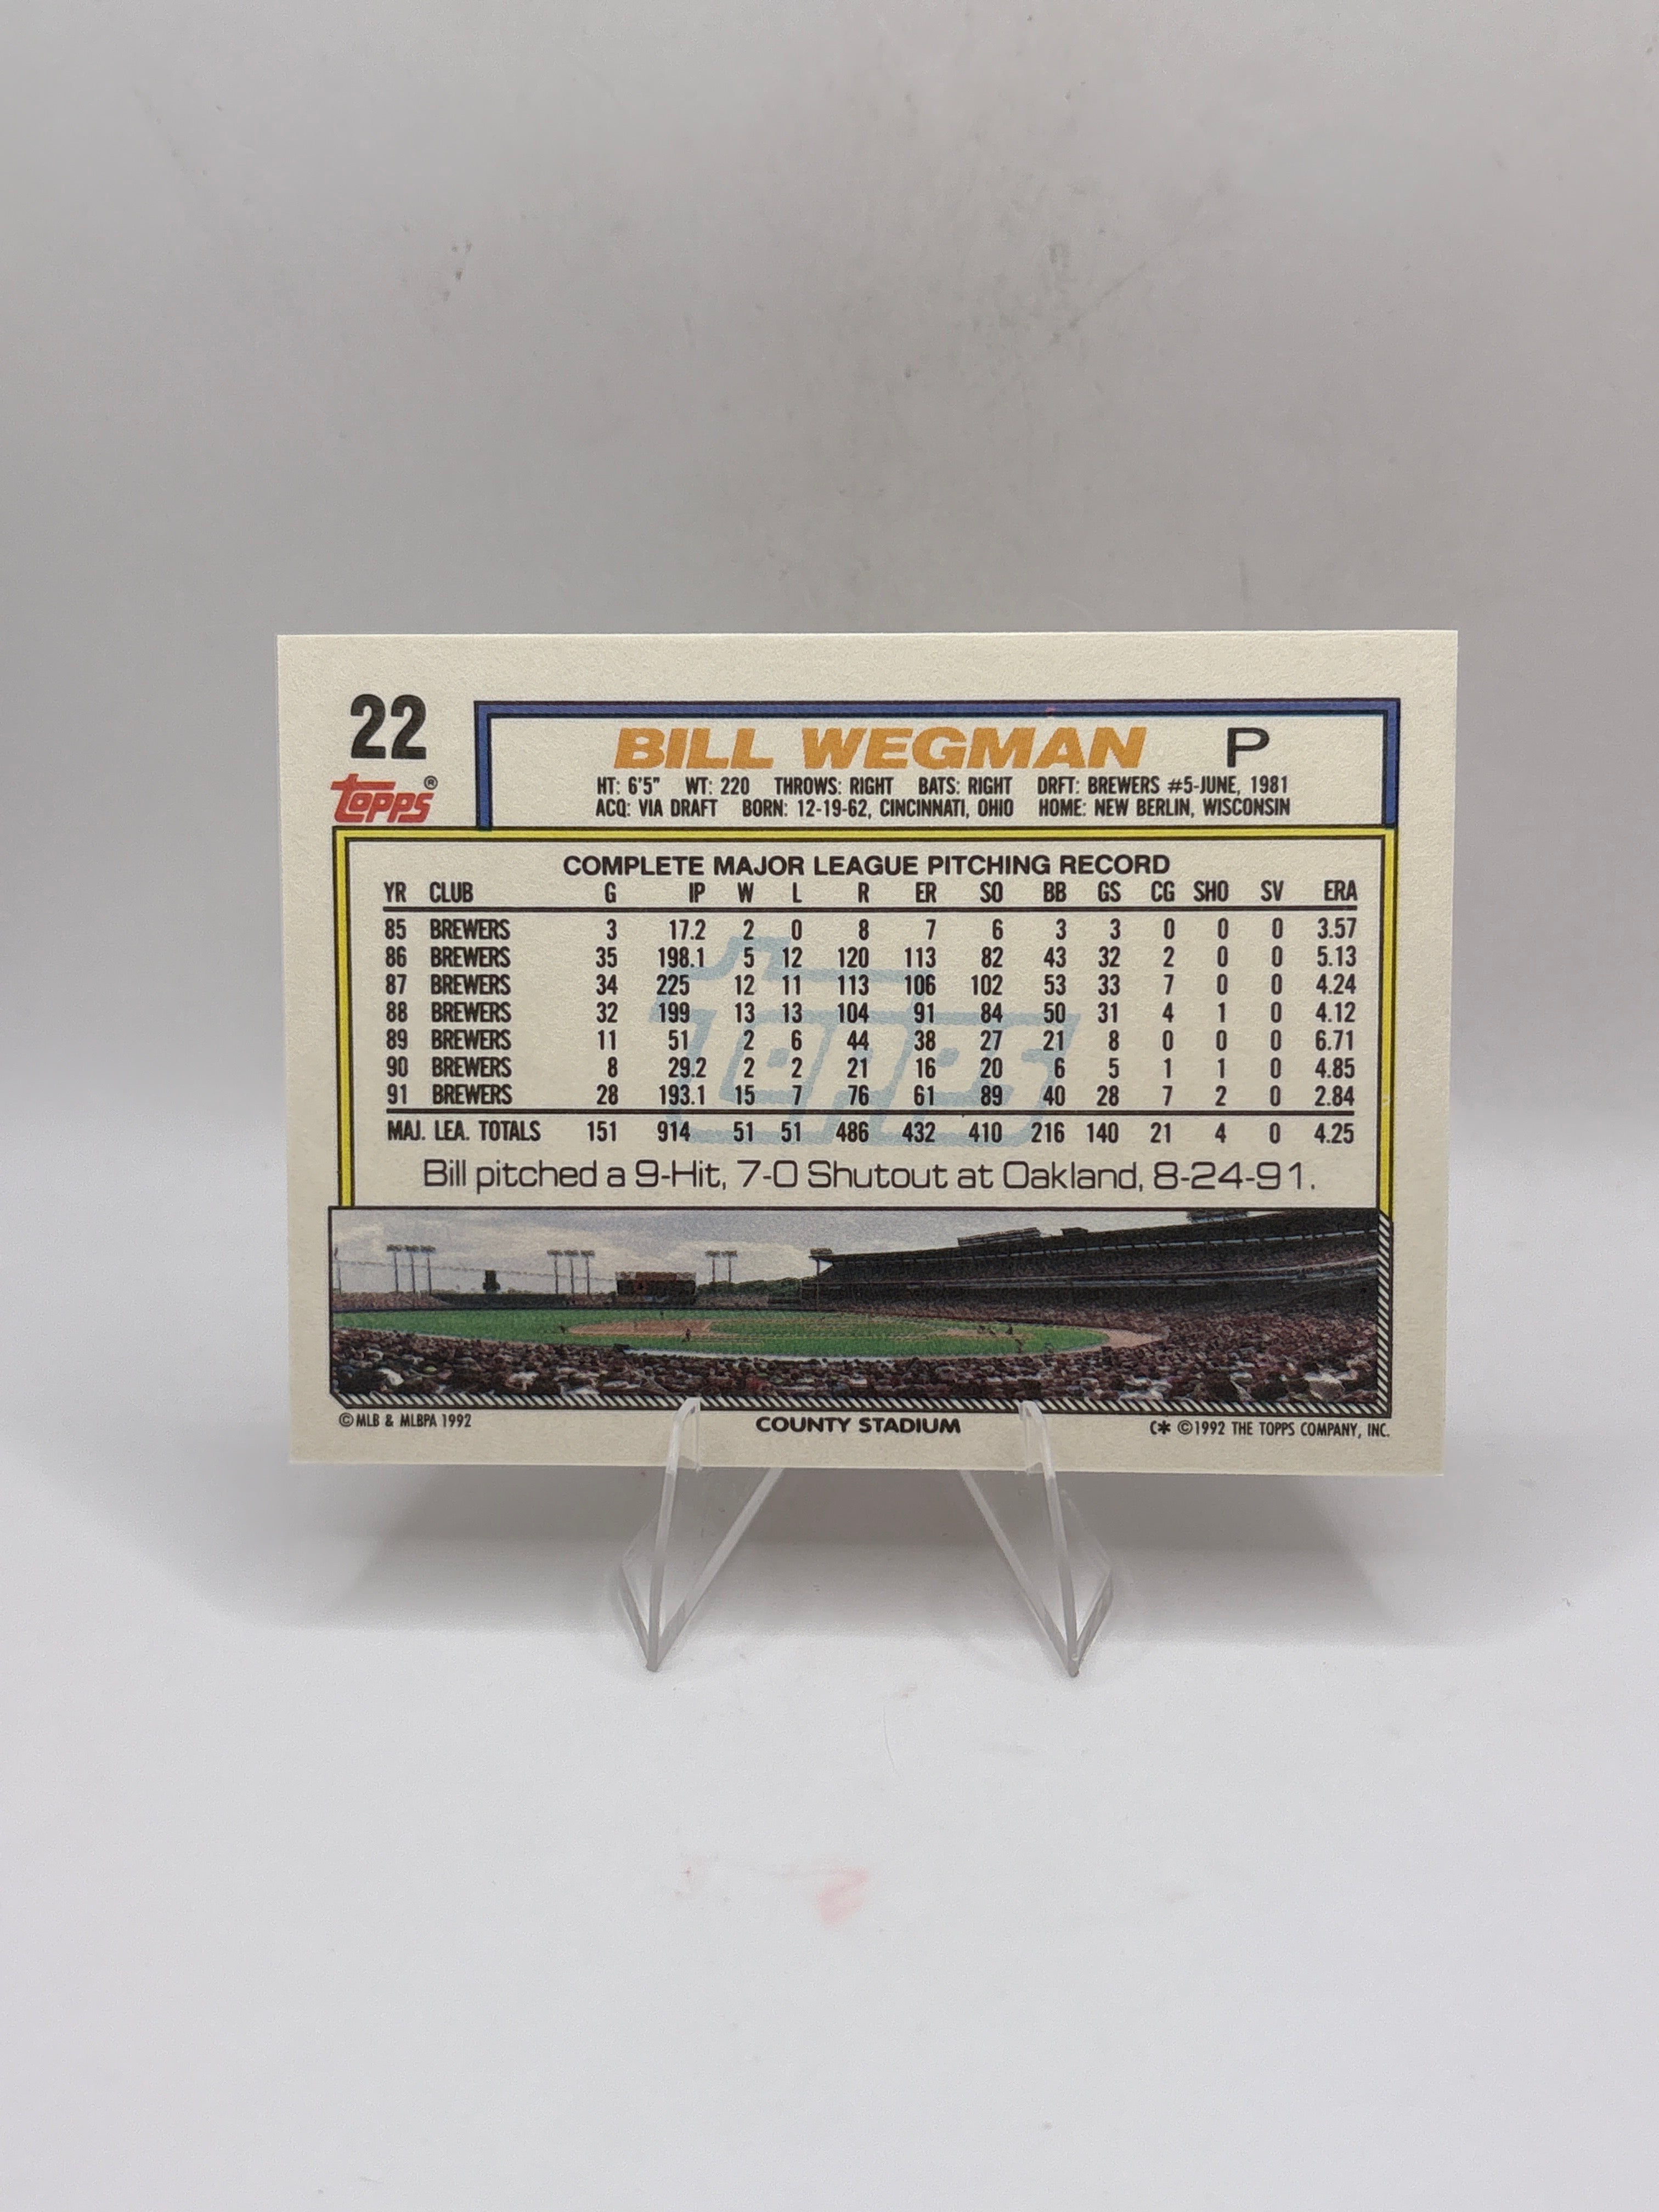 22
Topps®
BILL WEGMAN P
HT: 6'5" WT: 220 THROWS: RIGHT BATS: RIGHT DRFT: BREWERS #5-JUNE, 1981
ACQ: VIA DRAFT BORN: 12-19-62, CINCINNATI, OHIO HOME: NEW BERLIN, WISCONSIN
COMPLETE MAJOR LEAGUE PITCHING RECORD
YR CLUB G IP W L R ER SO BB GS CG SHO SV ERA
85 BREWERS 3 17.2 2 0 8 7 6 3 3 0 0 0 3.57
86 BREWERS 35 198.1 5 12 120 113 82 43 32 2 0 0 5.13
87 BREWERS 34 225 12 11 113 106 102 53 33 7 0 0 4.24
88 BREWERS 32 199 13 13 104 91 84 50 31 4 1 0 4.12
89 BREWERS 11 51 2 6 44 38 27 21 8 0 0 0 6.71
90 BREWERS 8 29.2 2 2 21 16 20 6 5 1 1 0 4.85
91 BREWERS 28 193.1 15 7 76 61 89 40 28 7 2 0 2.84
MAJ. LEA. TOTALS 151 914 51 51 486 432 410 216 140 21 4 0 4.25
Topps
Bill pitched a 9-Hit, 7-0 Shutout at Oakland, 8-24-91.
©MLB & MLBPA 1992 COUNTY STADIUM C* ©1992 THE TOPPS COMPANY, INC.